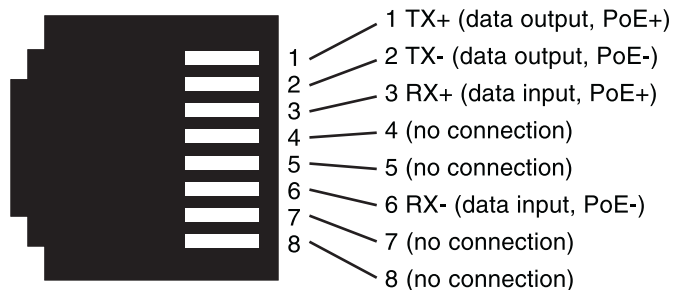 1 1 TX+ (data output, PoE+)
2 2 TX- (data output, PoE-)
3 3 RX+ (data input, PoE+)
4 4 (no connection)
5 5 (no connection)
6 6 RX- (data input, PoE-)
7 7 (no connection)
8 8 (no connection)